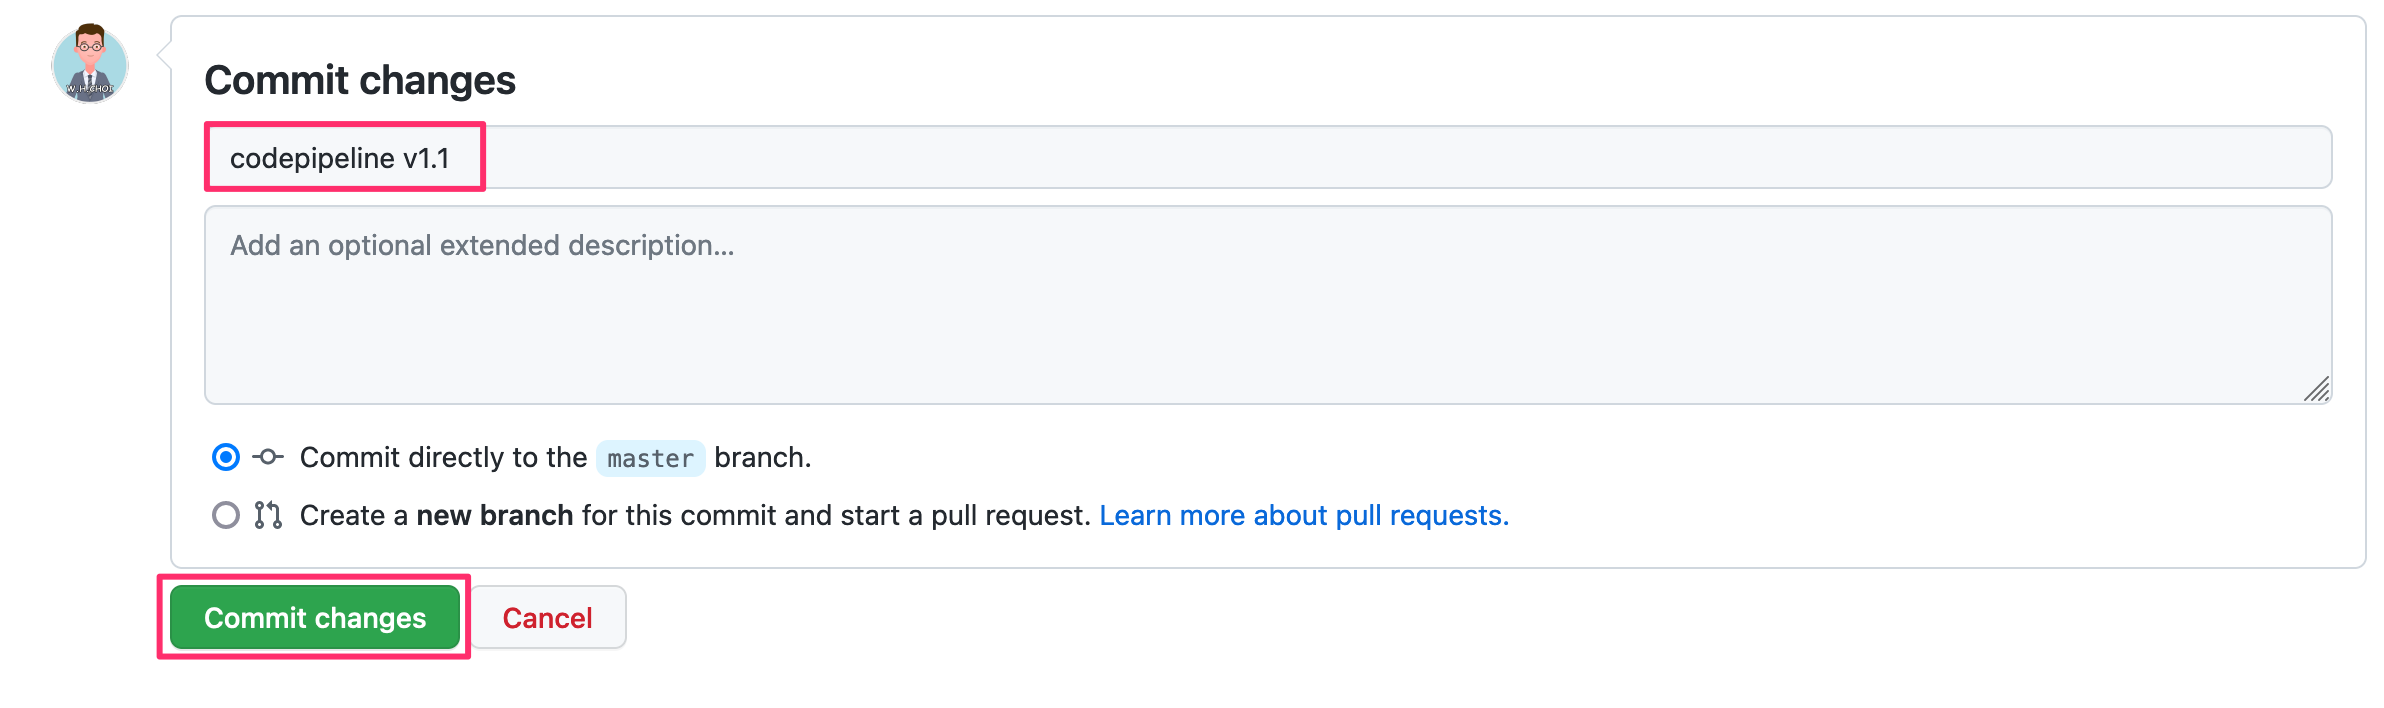 W.H.CHOI
Commit changes
codepipeline v1.1
Add an optional extended description...
Commit directly to the master branch.
Create a new branch for this commit and start a pull request. Learn more about pull requests.
Commit changes
Cancel